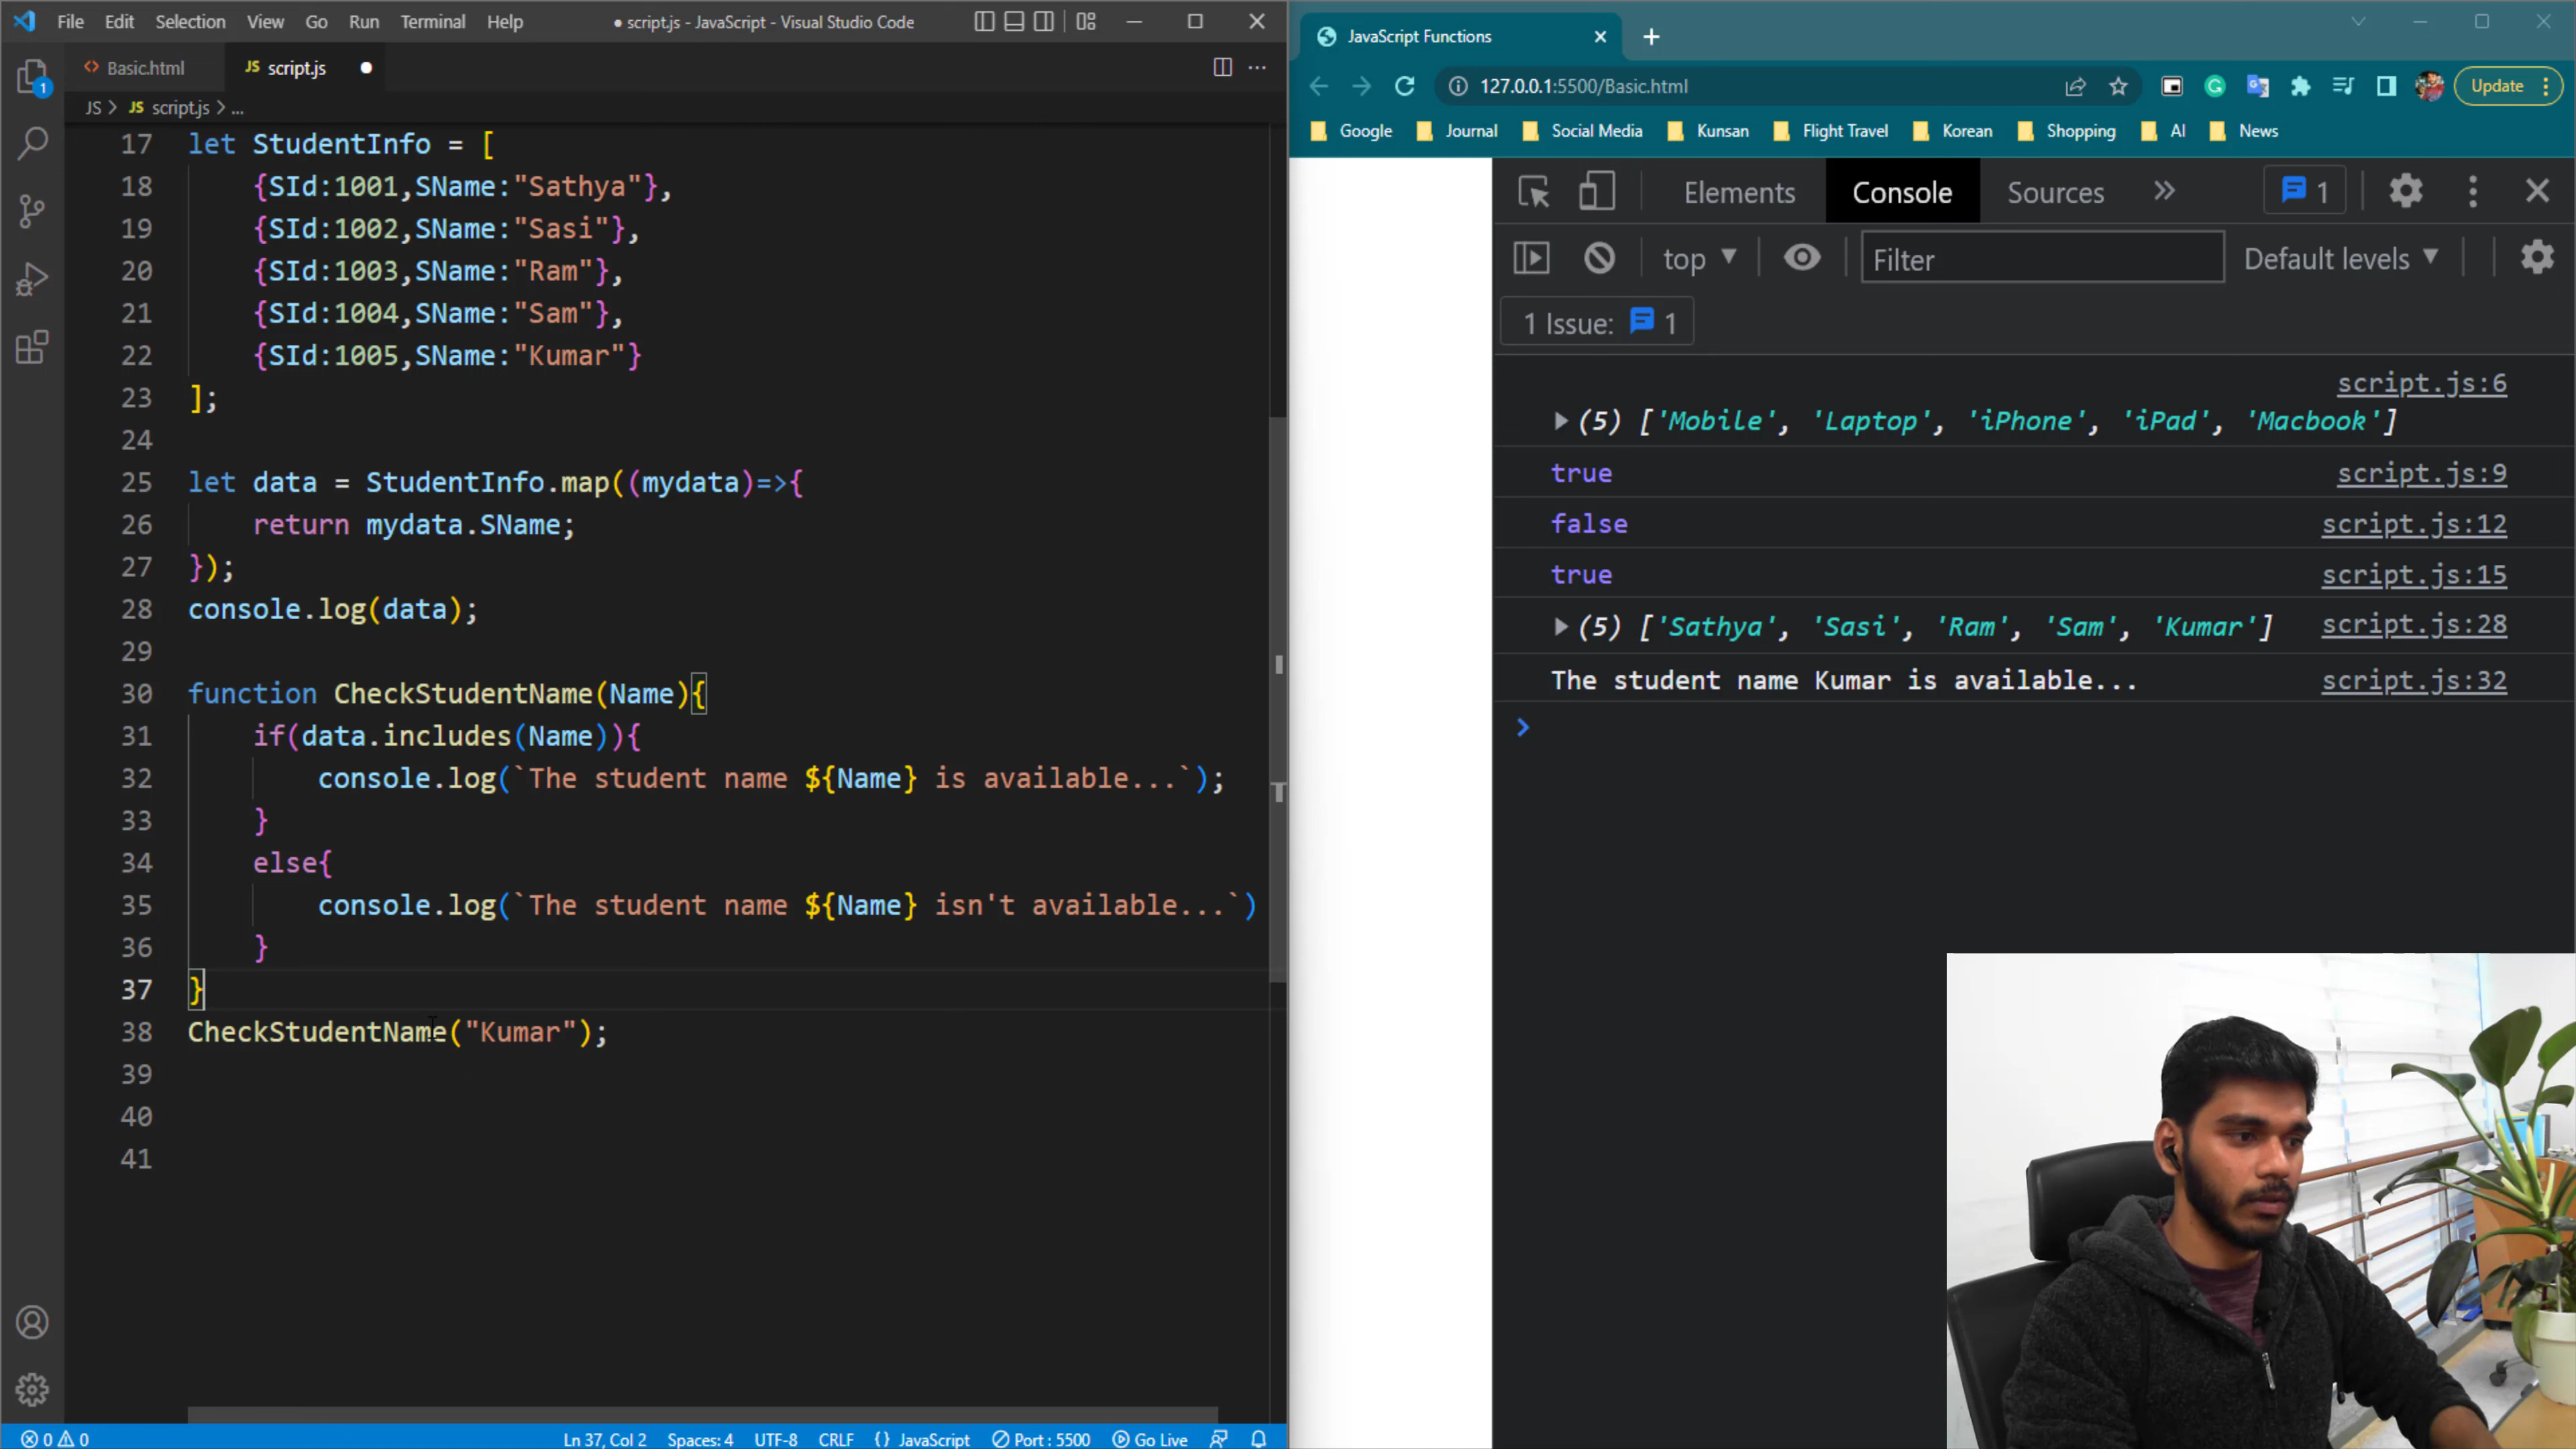 File Edit Selection View Go Run Terminal Help ● script.js - JavaScript - Visual Studio Code
Basic.html JS script.js ●
JS > JS script.js > ...
17 let StudentInfo = [
18 {SId:1001,SName:"Sathya"},
19 {SId:1002,SName:"Sasi"},
20 {SId:1003,SName:"Ram"},
21 {SId:1004,SName:"Sam"},
22 {SId:1005,SName:"Kumar"}
23 ];
24
25 let data = StudentInfo.map((mydata)=>{
26 return mydata.SName;
27 });
28 console.log(data);
29
30 function CheckStudentName(Name){
31 if(data.includes(Name)){
32 console.log(`The student name ${Name} is available...`);
33 }
34 else{
35 console.log(`The student name ${Name} isn't available...`)
36 }
37 }
38 CheckStudentName("Kumar");
39
40
41
1
0 0 Ln 37, Col 2 Spaces: 4 UTF-8 CRLF {} JavaScript Port : 5500 Go Live
JavaScript Functions
127.0.0.1:5500/Basic.html Update
Google Journal Social Media Kunsan Flight Travel Korean Shopping AI News
Elements Console Sources » 1
top Filter Default levels
1 Issue: 1
script.js:6
(5) ['Mobile', 'Laptop', 'iPhone', 'iPad', 'Macbook']
true script.js:9
false script.js:12
true script.js:15
(5) ['Sathya', 'Sasi', 'Ram', 'Sam', 'Kumar'] script.js:28
The student name Kumar is available... script.js:32